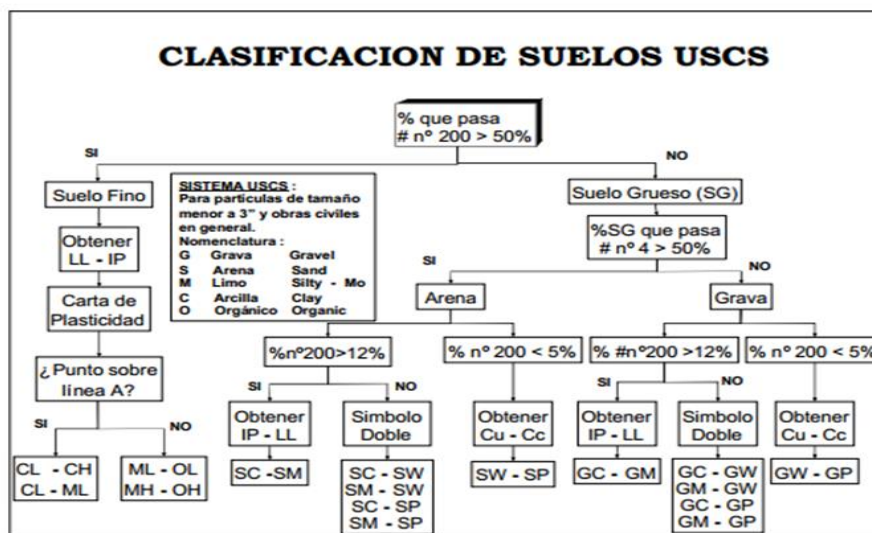 CLASIFICACION DE SUELOS USCS
% que pasa
# nº 200 > 50%
SI
NO
Suelo Fino
SISTEMA USCS :
Para particulas de tamaño
menor a 3" y obras civiles
en general.
Nomenclatura :
G Grava Gravel
S Arena Sand
M Limo Silty - Mo
C Arcilla Clay
O Orgánico Organic
Suelo Grueso (SG)
Obtener
LL - IP
%SG que pasa
# nº 4 > 50%
SI
NO
Carta de
Plasticidad
Arena
Grava
¿Punto sobre
línea A?
%nº200>12%
% nº 200 < 5%
% #nº200 >12%
% nº 200 < 5%
SI
NO
SI
NO
SI
NO
Obtener
IP - LL
Simbolo
Doble
Obtener
Cu - Cc
Obtener
IP - LL
Simbolo
Doble
Obtener
Cu - Cc
CL - CH
CL - ML
ML - OL
MH - OH
SC -SM
SC - SW
SM - SW
SC - SP
SM - SP
SW - SP
GC - GM
GC - GW
GM - GW
GC - GP
GM - GP
GW - GP